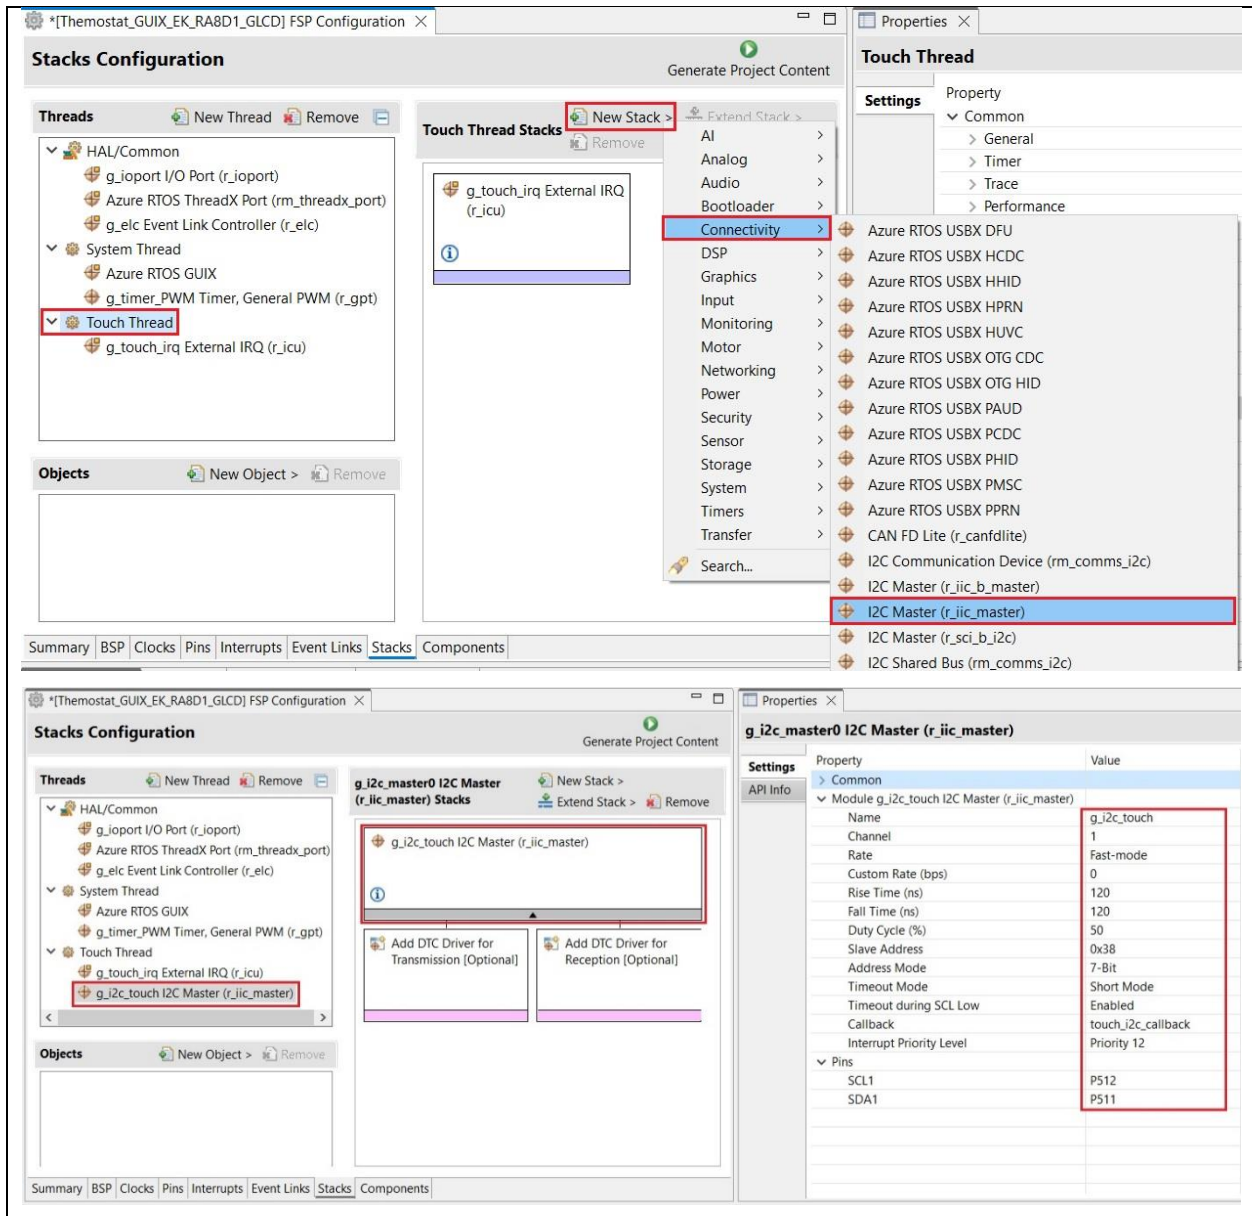 *[Themostat_GUIX_EK_RA8D1_GLCD] FSP Configuration
Stacks Configuration
Generate Project Content
Threads
New Thread
Remove
HAL/Common
g_ioport I/O Port (r_ioport)
Azure RTOS ThreadX Port (rm_threadx_port)
g_elc Event Link Controller (r_elc)
System Thread
Azure RTOS GUIX
g_timer_PWM Timer, General PWM (r_gpt)
Touch Thread
g_touch_irq External IRQ (r_icu)
Objects
New Object >
Remove
Touch Thread Stacks
New Stack >
Extend Stack >
Remove
g_touch_irq External IRQ
(r_icu)
AI
Analog
Audio
Bootloader
Connectivity
DSP
Graphics
Input
Monitoring
Motor
Networking
Power
Security
Sensor
Storage
System
Timers
Transfer
Search...
Azure RTOS USBX DFU
Azure RTOS USBX HCDC
Azure RTOS USBX HHID
Azure RTOS USBX HPRN
Azure RTOS USBX HUVC
Azure RTOS USBX OTG CDC
Azure RTOS USBX OTG HID
Azure RTOS USBX PAUD
Azure RTOS USBX PCDC
Azure RTOS USBX PHID
Azure RTOS USBX PMSC
Azure RTOS USBX PPRN
CAN FD Lite (r_canfdlite)
I2C Communication Device (rm_comms_i2c)
I2C Master (r_iic_b_master)
I2C Master (r_iic_master)
I2C Master (r_sci_b_i2c)
I2C Shared Bus (rm_comms_i2c)
Properties
Touch Thread
Settings
Property
Common
General
Timer
Trace
Performance
Summary BSP Clocks Pins Interrupts Event Links Stacks Components
*[Themostat_GUIX_EK_RA8D1_GLCD] FSP Configuration
Stacks Configuration
Generate Project Content
Threads
New Thread
Remove
HAL/Common
g_ioport I/O Port (r_ioport)
Azure RTOS ThreadX Port (rm_threadx_port)
g_elc Event Link Controller (r_elc)
System Thread
Azure RTOS GUIX
g_timer_PWM Timer, General PWM (r_gpt)
Touch Thread
g_touch_irq External IRQ (r_icu)
g_i2c_touch I2C Master (r_iic_master)
Objects
New Object >
Remove
g_i2c_master0 I2C Master
(r_iic_master) Stacks
New Stack >
Extend Stack >
Remove
g_i2c_touch I2C Master (r_iic_master)
Add DTC Driver for
Transmission [Optional]
Add DTC Driver for
Reception [Optional]
Summary BSP Clocks Pins Interrupts Event Links Stacks Components
Properties
g_i2c_master0 I2C Master (r_iic_master)
Settings
API Info
Property Value
Common
Module g_i2c_touch I2C Master (r_iic_master)
Name g_i2c_touch
Channel 1
Rate Fast-mode
Custom Rate (bps) 0
Rise Time (ns) 120
Fall Time (ns) 120
Duty Cycle (%) 50
Slave Address 0x38
Address Mode 7-Bit
Timeout Mode Short Mode
Timeout during SCL Low Enabled
Callback touch_i2c_callback
Interrupt Priority Level Priority 12
Pins
SCL1 P512
SDA1 P511